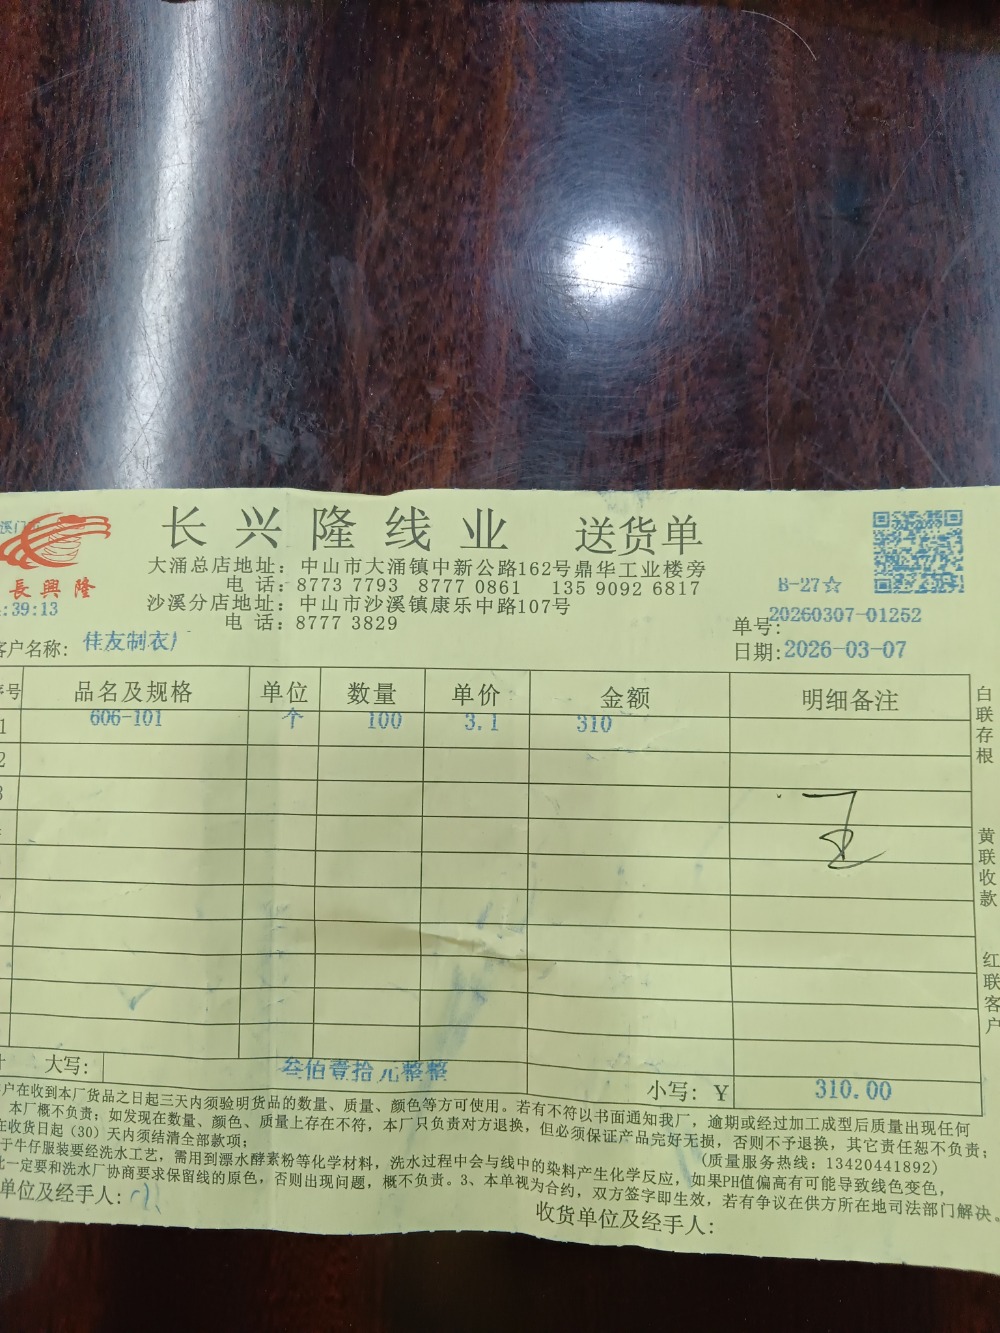 长兴隆线业 送货单
大涌总店地址：中山市大涌镇中新公路162号鼎华工业楼旁
电 话：8773 7793 8777 0861 135 9092 6817
沙溪分店地址：中山市沙溪镇康乐中路107号
电 话：8777 3829
長興隆
:39:13
B-27☆
单号：20260307-01252
日期：2026-03-07
客户名称：佳友制衣厂
序号 品名及规格 单位 数量 单价 金额 明细备注
1 606-101 个 100 3.1 310
2
3
白联存根
黄联收款
红联客户
大写： 叁佰壹拾元整整
小写：￥ 310.00
户在收到本厂货品之日起三天内须验明货品的数量、质量、颜色等方可使用。若有不符以书面通知我厂，逾期或经过加工成型后质量出现任何
本厂概不负责；如发现在数量、颜色、质量上存在不符，本厂只负责对方退换，但必须保证产品完好无损，否则不予退换，其它责任恕不负责；
在收货日起（30）天内须结清全部款项；
(质量服务热线：13420441892)
于牛仔服装要经洗水工艺，需用到漂水酵素粉等化学材料，洗水过程中会与线中的染料产生化学反应，如果PH值偏高有可能导致线色变色，
此一定要和洗水厂协商要求保留线的原色，否则出现问题，概不负责。3、本单视为合约，双方签字即生效，若有争议在供方所在地司法部门解决。
单位及经手人：
收货单位及经手人：